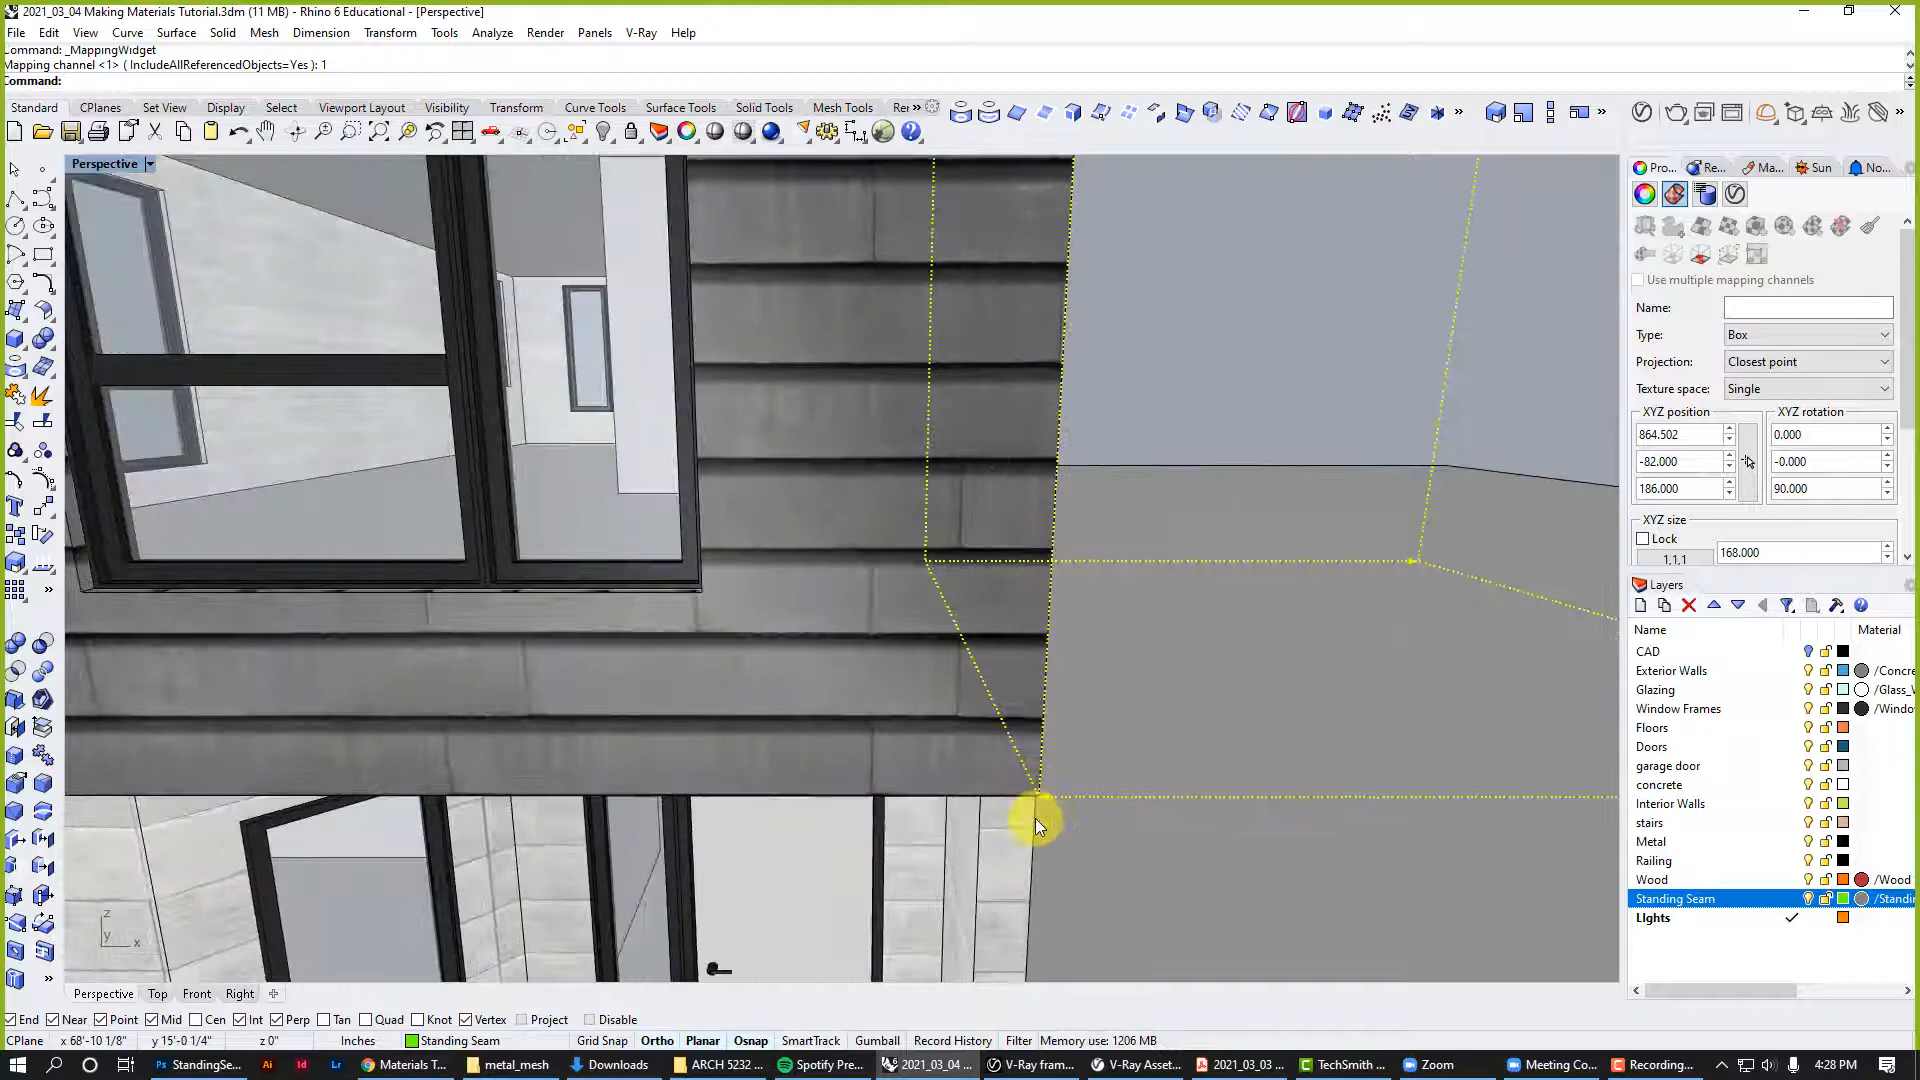 2021_03_04 Making Materials Tutorial.3dm (11 MB) - Rhino 6 Educational - [Perspective]
File Edit View Curve Surface Solid Mesh Dimension Transform Tools Analyze Render Panels V-Ray Help
Command: _MappingWidget
Mapping channel <1> ( IncludeAllReferencedObjects=Yes ): 1
Command:
Standard CPlanes Set View Display Select Viewport Layout Visibility Transform Curve Tools Surface Tools Solid Tools Mesh Tools Rer »
Perspective
Pro... Re... Ma... Sun No...
Use multiple mapping channels
Name:
Type: Box
Projection: Closest point
Texture space: Single
XYZ position XYZ rotation
864.502 0.000
-82.000 -0.000
186.000 90.000
XYZ size
Lock
1,1,1 168.000
Layers
Name Material
CAD
Exterior Walls /Concre
Glazing /Glass_V
Window Frames /Windo
Floors
Doors
garage door
concrete
Interior Walls
stairs
Metal
Railing
Wood /Wood
Standing Seam /Standi
LIghts
z
y x
Perspective Top Front Right
End Near Point Mid Cen Int Perp Tan Quad Knot Vertex Project Disable
CPlane x 68'-10 1/8" y 15'-0 1/4" z 0" Inches Standing Seam Grid Snap Ortho Planar Osnap SmartTrack Gumball Record History Filter Memory use: 1206 MB
Ps StandingSe... Ai Id Lr Materials T... metal_mesh Downloads ARCH 5232 ... Spotify Pre... 2021_03_04 ... V-Ray fram... V-Ray Asset... 2021_03_03 ... TechSmith ... Zoom Meeting Co... Recording... 4:28 PM